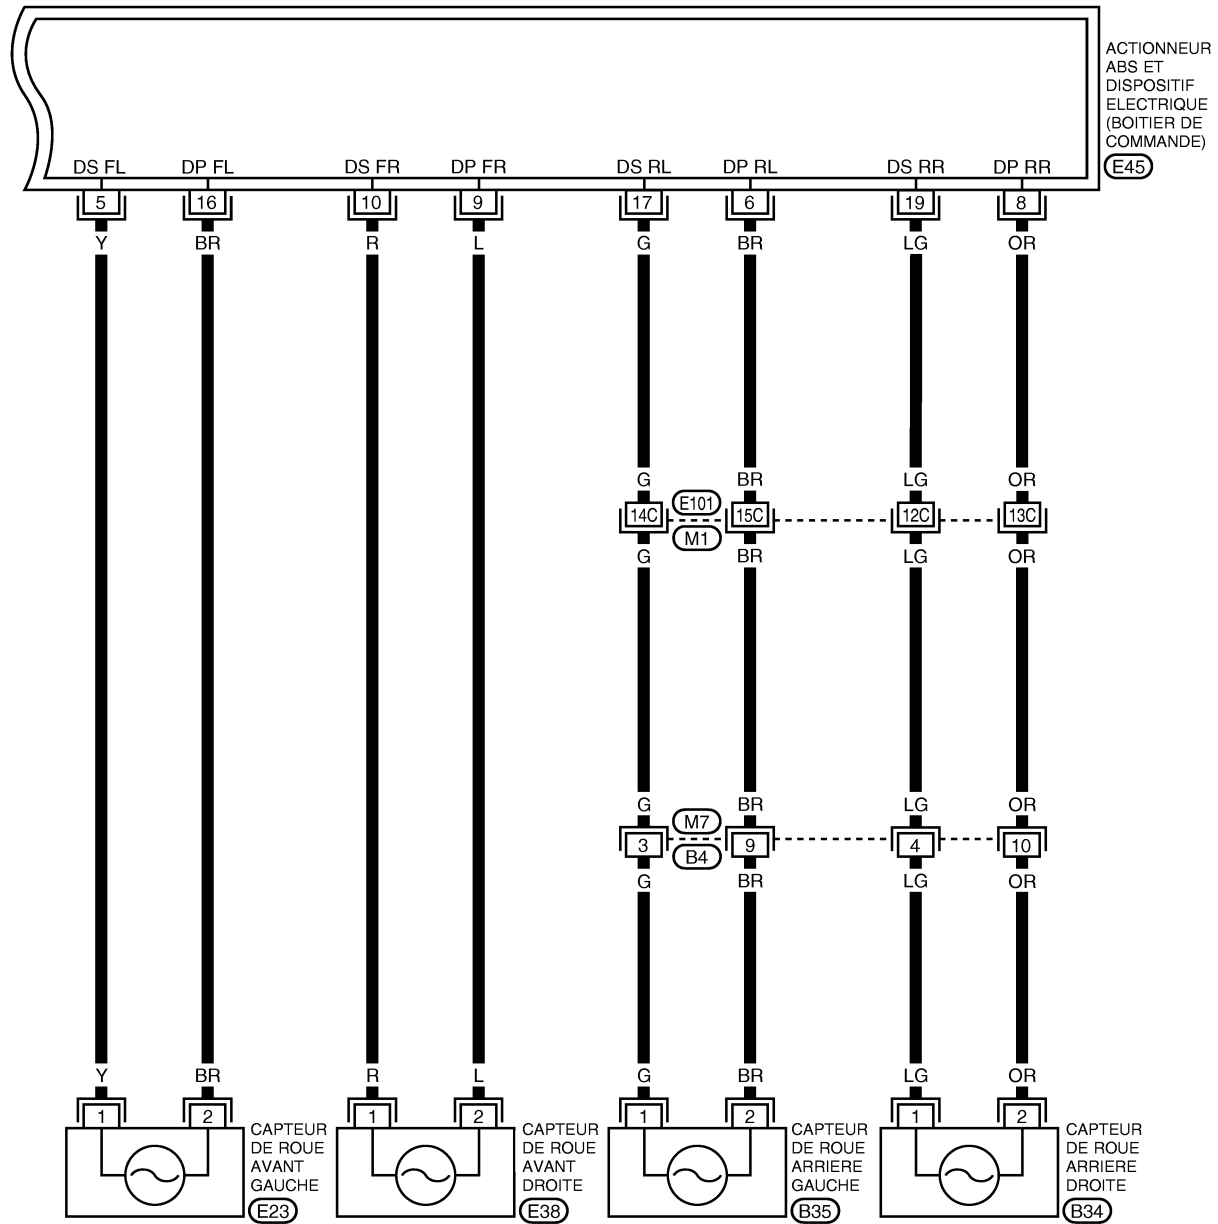 ACTIONNEUR
ABS ET
DISPOSITIF
ELECTRIQUE
(BOITIER DE
COMMANDE)
E45
DS FL DP FL DS FR DP FR DS RL DP RL DS RR DP RR
5 16 10 9 17 6 19 8
Y BR R L G BR LG OR
G BR LG OR
E101
14C 15C 12C 13C
M1
G BR LG OR
G BR LG OR
M7
3 9 4 10
B4
G BR LG OR
Y BR R L G BR LG OR
1 2 1 2 1 2 1 2
CAPTEUR
DE ROUE
AVANT
GAUCHE
E23
CAPTEUR
DE ROUE
AVANT
DROITE
E38
CAPTEUR
DE ROUE
ARRIERE
GAUCHE
B35
CAPTEUR
DE ROUE
ARRIERE
DROITE
B34